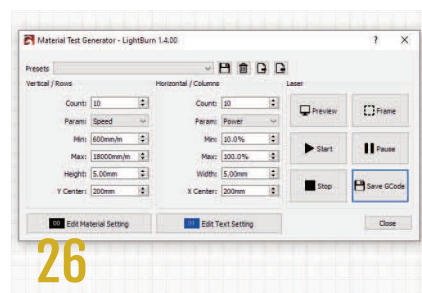 Material Test Generator - LightBurn 1.4.00 ? X
Presets
Vertical / Rows Horizontal / Columns Laser
Count: 10 Count: 10 Preview Frame
Param: Speed Param: Power
Min: 600mm/m Min: 10.0% Start Pause
Max: 18000mm/m Max: 100.0%
Height: 5.00mm Width: 5.00mm Stop Save GCode
Y Center: 200mm X Center: 200mm
00 Edit Material Setting 01 Edit Text Setting Close
26